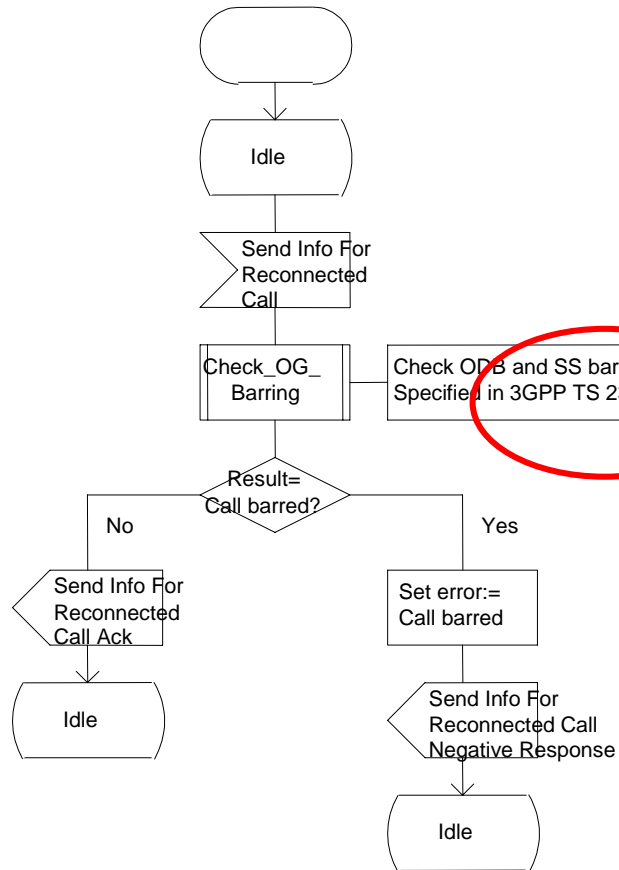 Idle
Send Info For
Reconnected
Call
Check_OG_
Barring
Check ODB and SS bar
Specified in 3GPP TS 2
Result=
Call barred?
No
Yes
Send Info For
Reconnected
Call Ack
Set error:=
Call barred
Idle
Send Info For
Reconnected Call
Negative Response
Idle